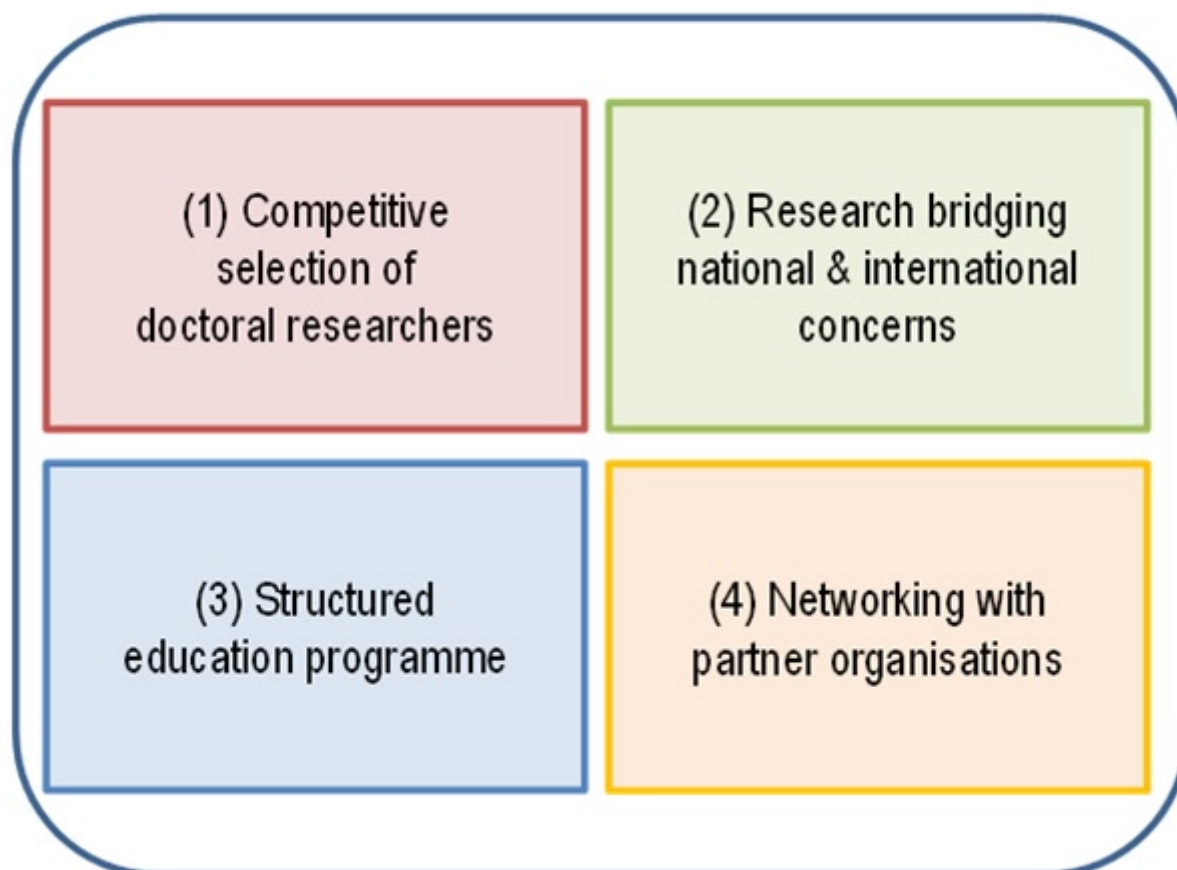 (1) Competitive
selection of
doctoral researchers
(2) Research bridging
national & international
concerns
(3) Structured
education programme
(4) Networking with
partner organisations